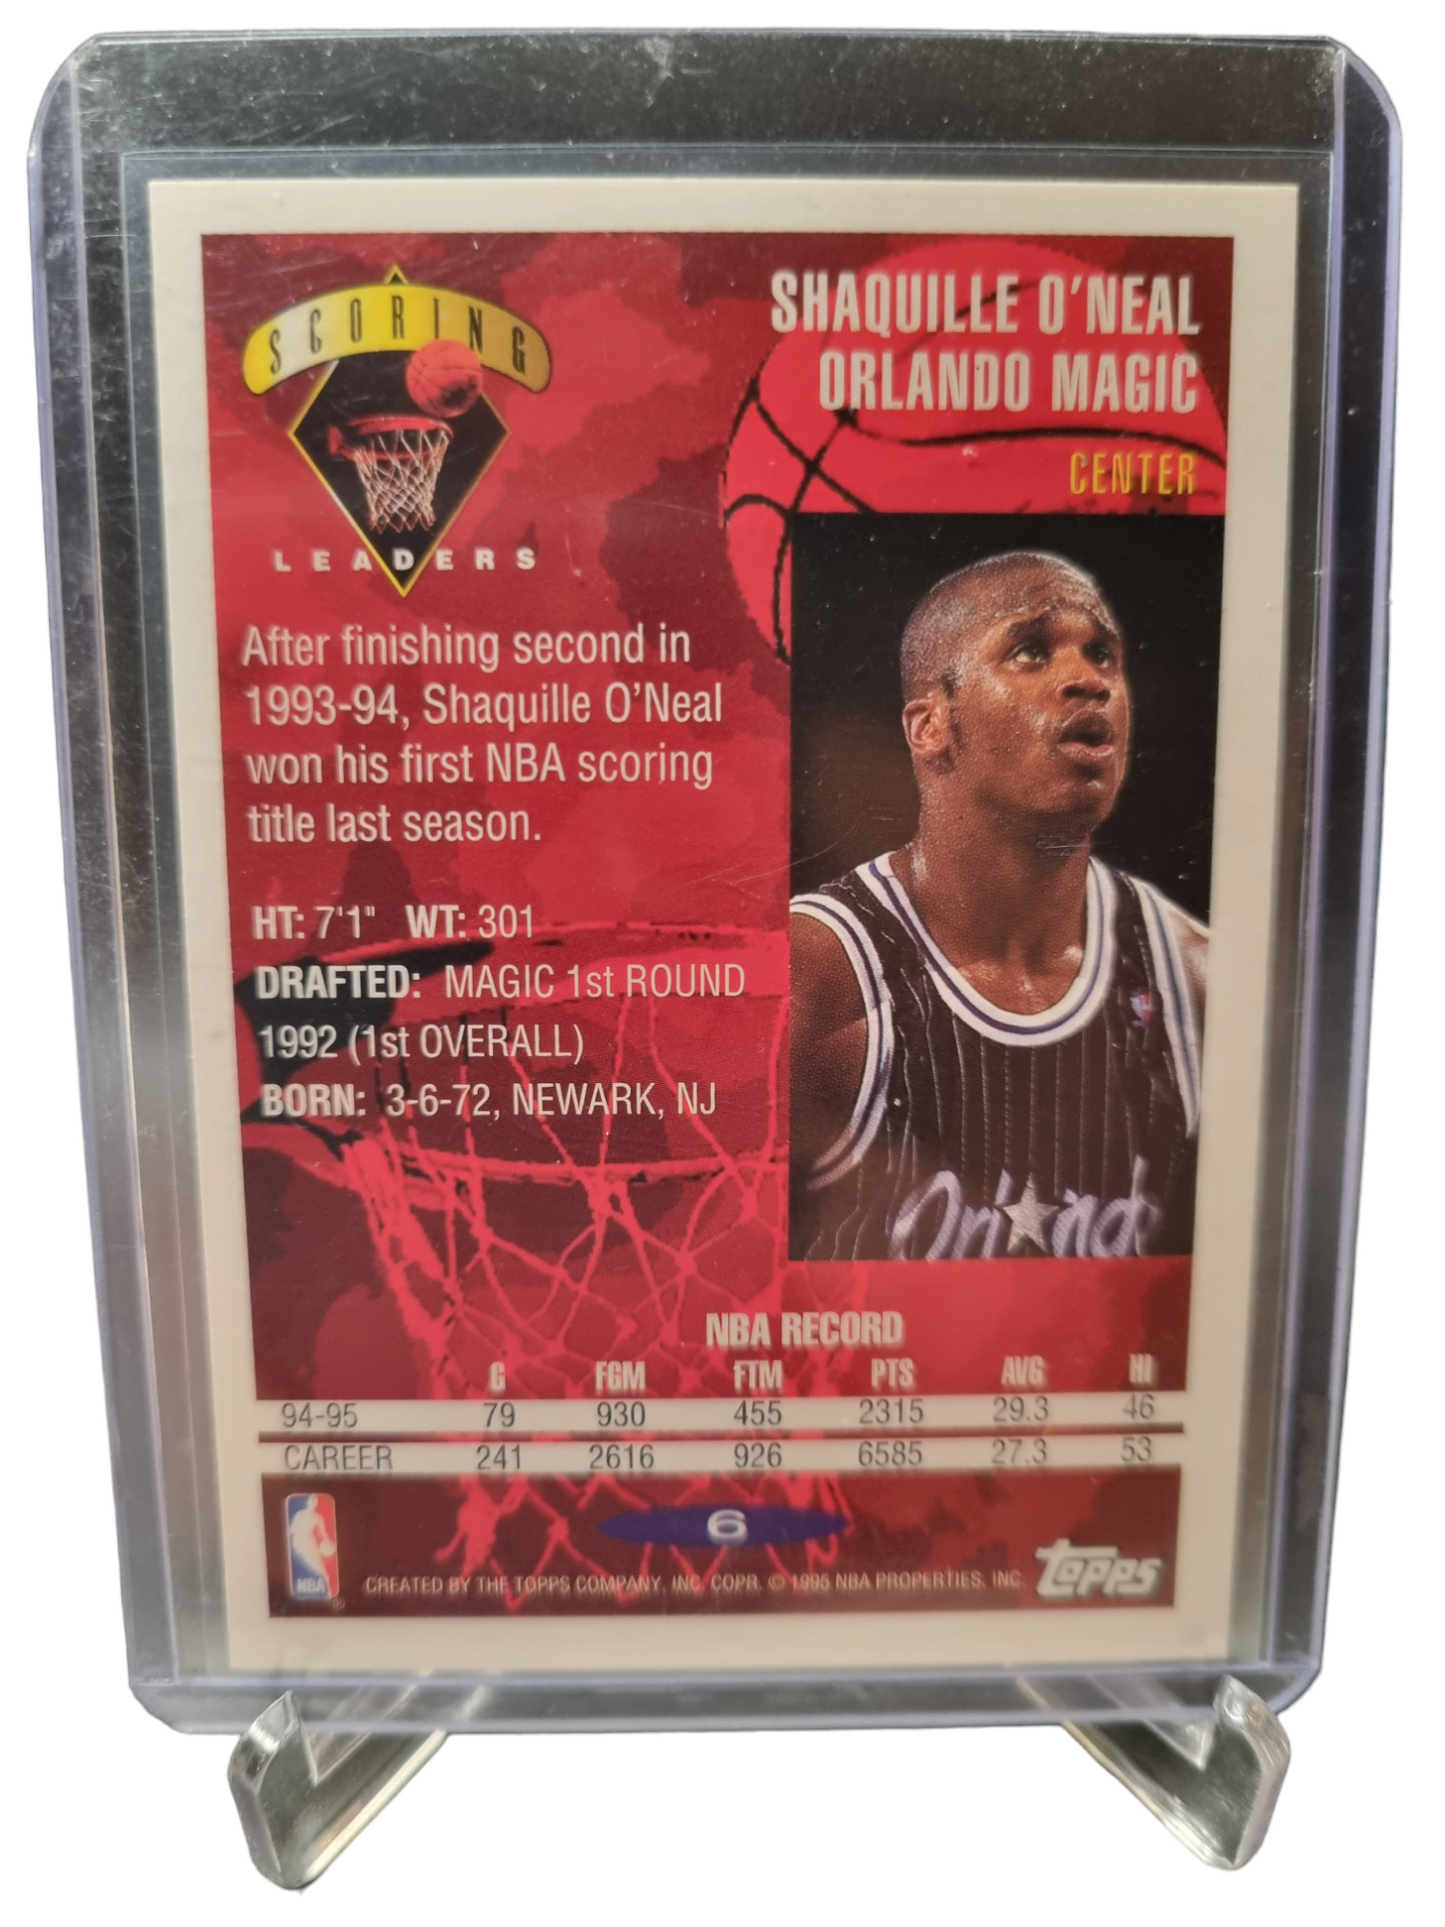 SCORING
LEADERS
SHAQUILLE O'NEAL
ORLANDO MAGIC
CENTER
After finishing second in
1993-94, Shaquille O'Neal
won his first NBA scoring
title last season.
HT: 7'1" WT: 301
DRAFTED: MAGIC 1st ROUND
1992 (1st OVERALL)
BORN: 3-6-72, NEWARK, NJ
Orlando
NBA RECORD
G FGM FTM PTS AVG HI
94-95 79 930 455 2315 29.3 46
CAREER 241 2616 926 6585 27.3 53
6
NBA ®
CREATED BY THE TOPPS COMPANY, INC. COPR. © 1995 NBA PROPERTIES, INC.
TOPPS